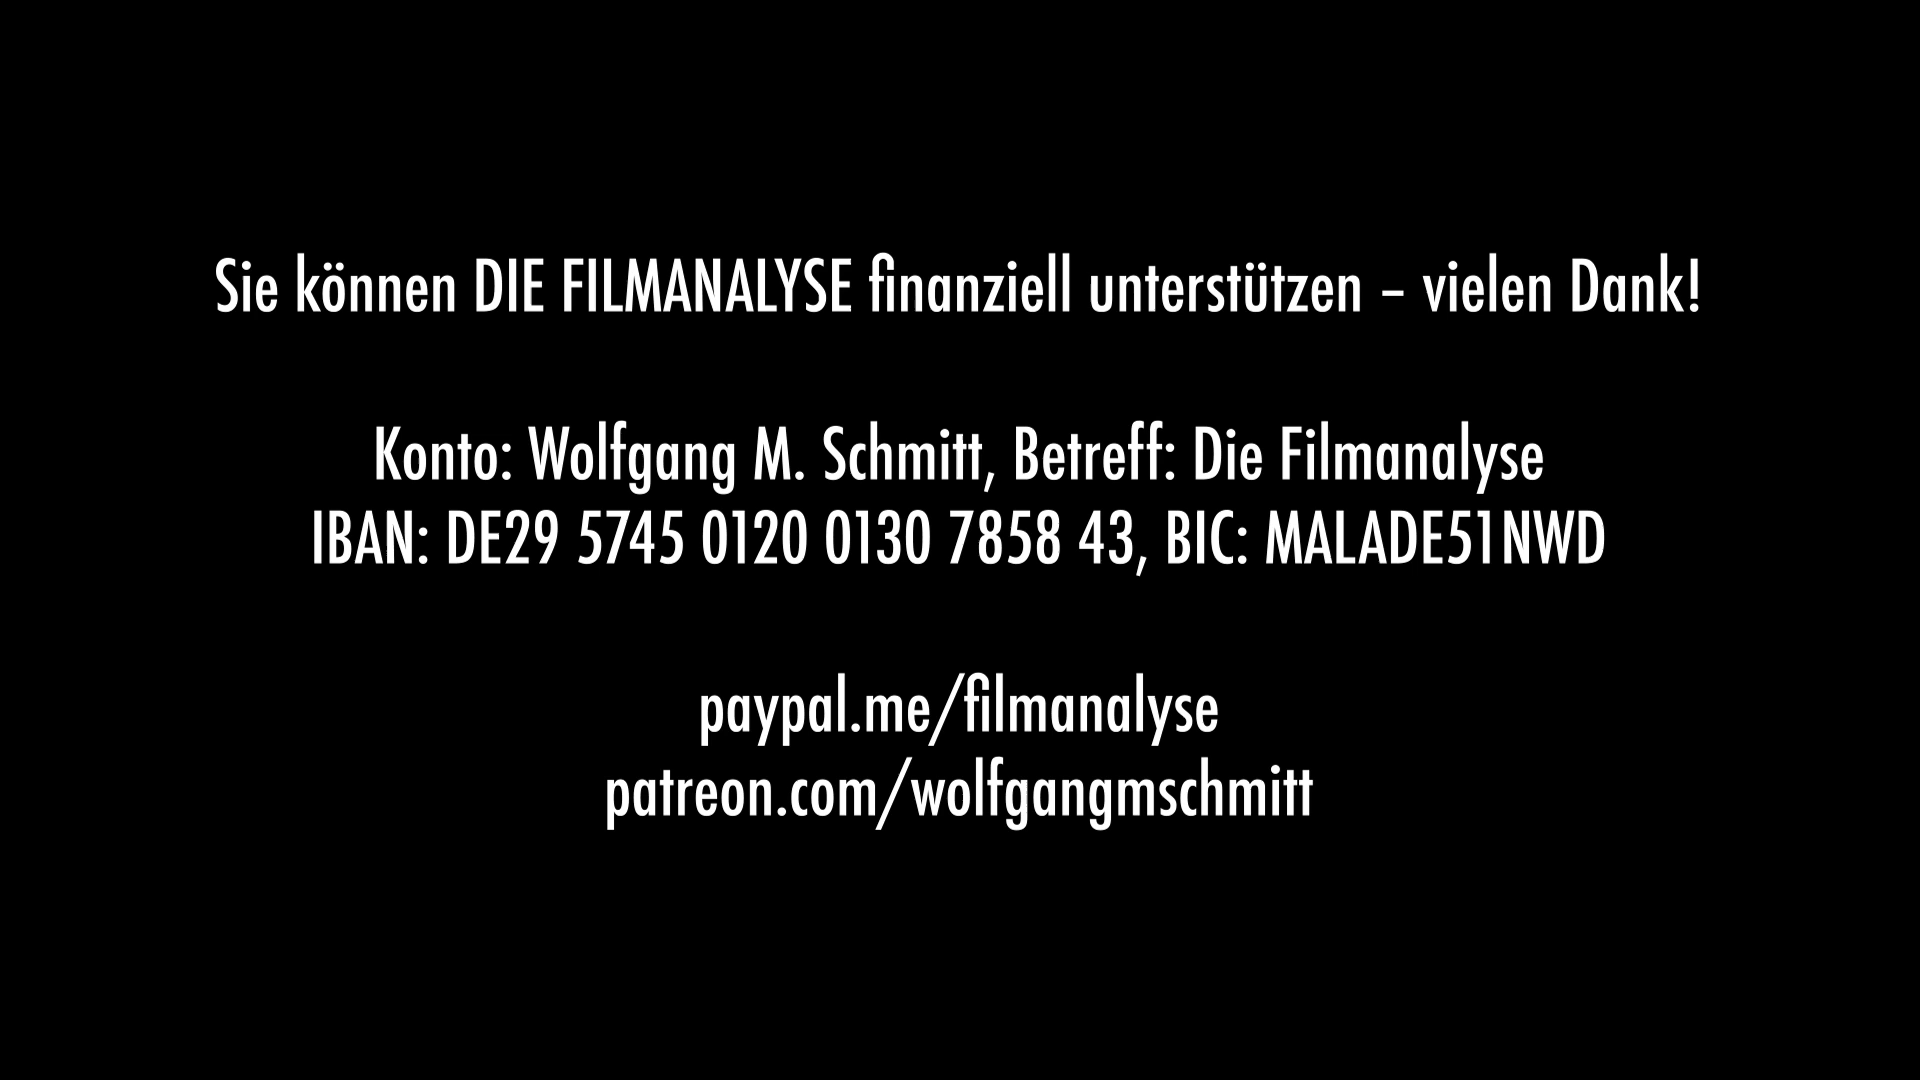 Sie können DIE FILMANALYSE finanziell unterstützen – vielen Dank!
Konto: Wolfgang M. Schmitt, Betreff: Die Filmanalyse
IBAN: DE29 5745 0120 0130 7858 43, BIC: MALADE51NWD
paypal.me/filmanalyse
patreon.com/wolfgangmschmitt